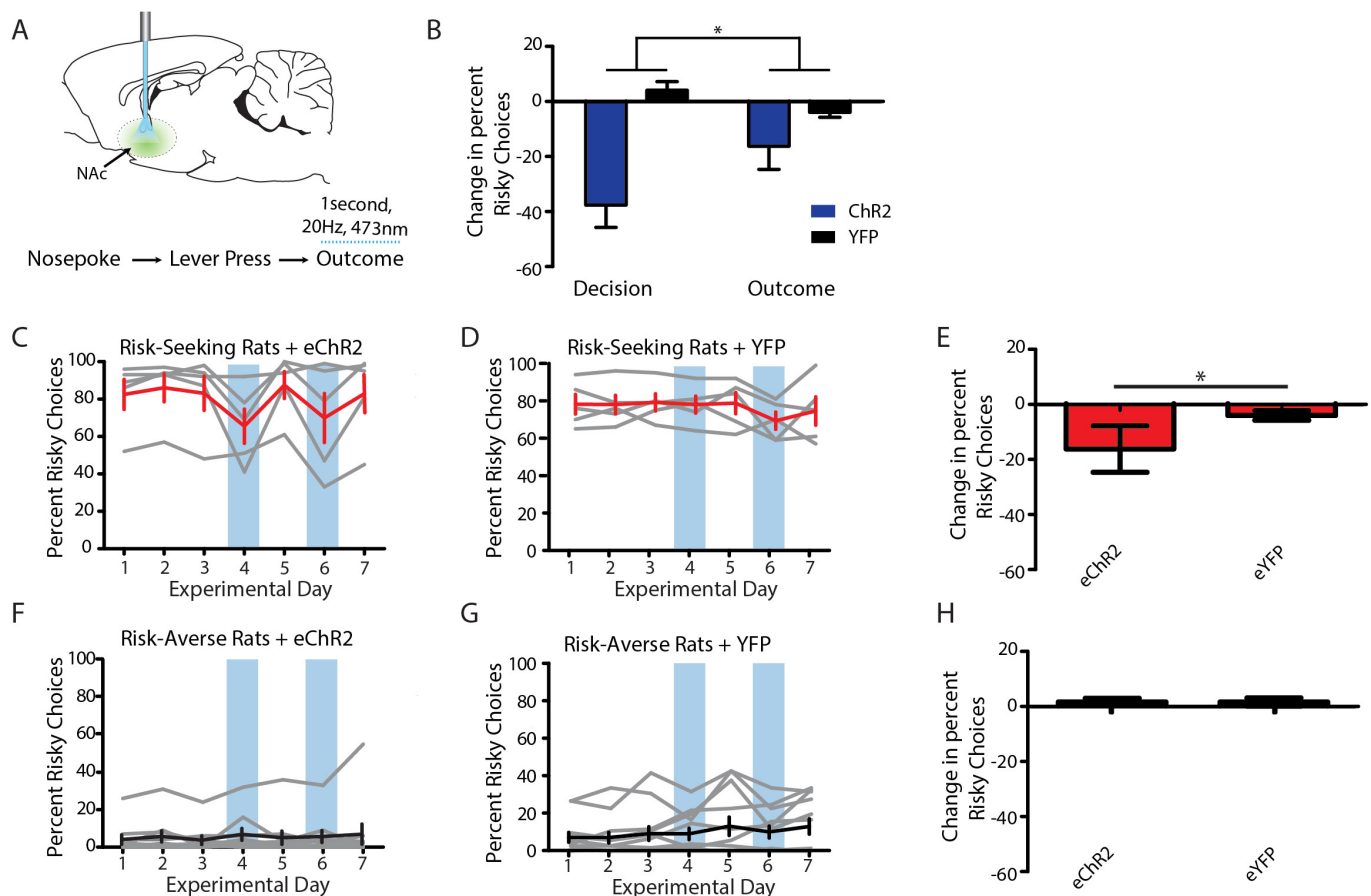 A
NAc
1second,
20Hz, 473nm
Nosepoke → Lever Press → Outcome
B
*
Change in percent
Risky Choices
20
0
-20
-40
-60
ChR2
YFP
Decision
Outcome
C
Risk-Seeking Rats + eChR2
Percent Risky Choices
100
80
60
40
20
0
1 2 3 4 5 6 7
Experimental Day
D
Risk-Seeking Rats + YFP
Percent Risky Choices
100
80
60
40
20
0
1 2 3 4 5 6 7
Experimental Day
E
*
Change in percent
Risky Choices
20
0
-20
-40
-60
eChR2
eYFP
F
Risk-Averse Rats + eChR2
Percent Risky Choices
100
80
60
40
20
0
1 2 3 4 5 6 7
Experimental Day
G
Risk-Averse Rats + YFP
Percent Risky Choices
100
80
60
40
20
0
1 2 3 4 5 6 7
Experimental Day
H
Change in percent
Risky Choices
20
0
-20
-40
-60
eChR2
eYFP